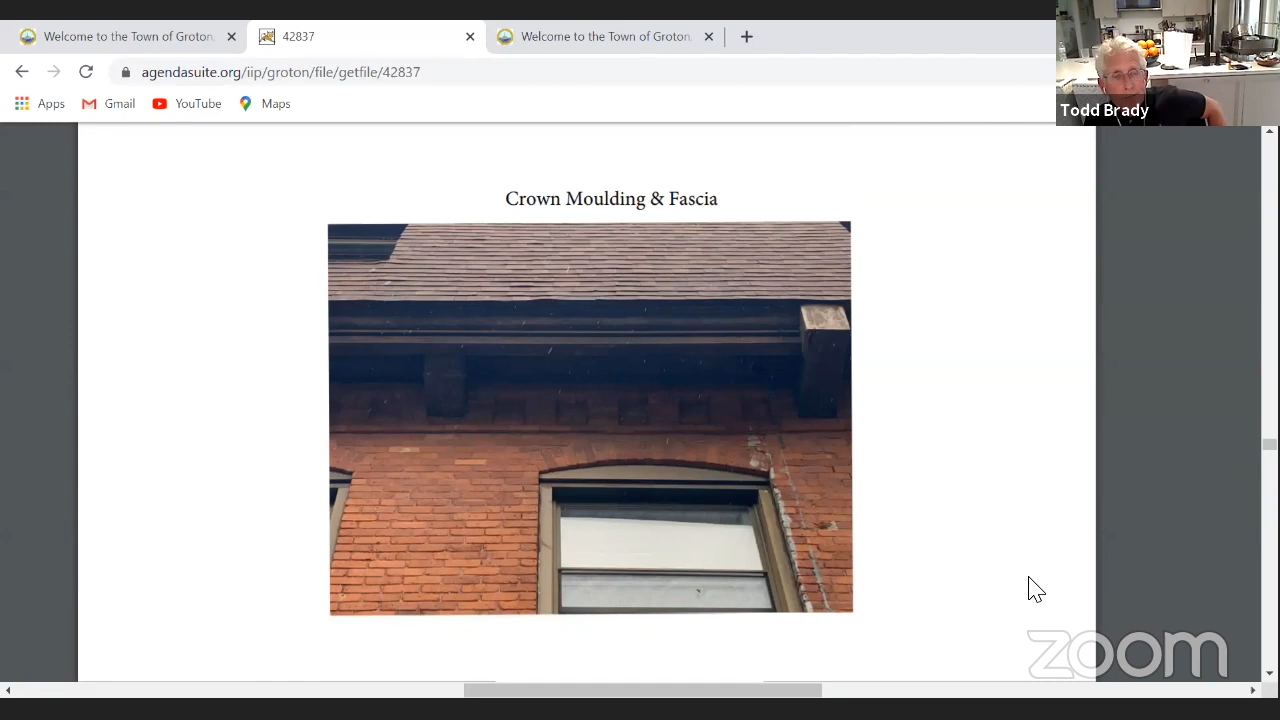 Welcome to the Town of Groton,
42837
Welcome to the Town of Groton,
agendasuite.org/iip/groton/file/getfile/42837
Apps
Gmail
YouTube
Maps
Todd Brady
Crown Moulding & Fascia
zoom